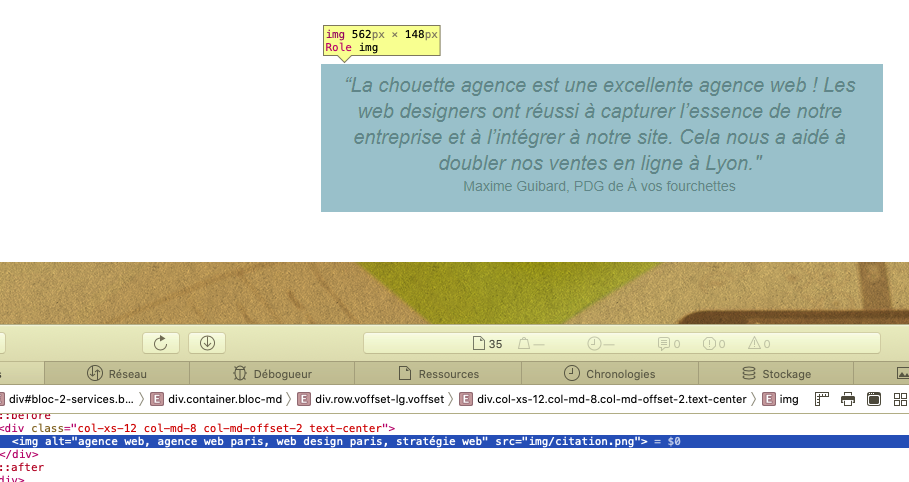 img 562px × 148px
Role img
“La chouette agence est une excellente agence web ! Les
web designers ont réussi à capturer l’essence de notre
entreprise et à l’intégrer à notre site. Cela nous a aidé à
doubler nos ventes en ligne à Lyon."
Maxime Guibard, PDG de À vos fourchettes
35 — — 0 0 0
s Réseau Débogueur Ressources Chronologies Stockage
E div#bloc-2-services.b... E div.container.bloc-md E div.row.voffset-lg.voffset E div.col-xs-12.col-md-8.col-md-offset-2.text-center E img
::before
<div class="col-xs-12 col-md-8 col-md-offset-2 text-center">
<img alt="agence web, agence web paris, web design paris, stratégie web" src="img/citation.png"> = $0
</div>
::after
div>